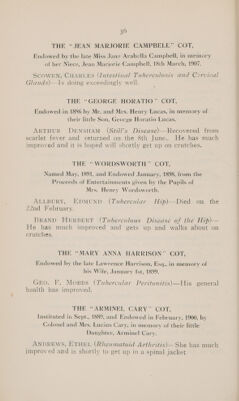 36
THE "JEAN MARJORIE CAMPBELL" COT,
Endowed by the late Miss Jane Arabella Campbell, in memory
of her Niece, Jean Marjorie Campbell, 18th March, 1907.
SCOWEN, CHARLES (Intestinal Tuberculosis and Cervical
Glands)—Is doing exceedingly well.
THE "GEORGE HORATIO" COT,
Endowed in 1896 by Mr. and Mrs. Henry Lucas, in memory of
their little Son, George Horatio Lucas.
ARTHUR DENSHAM (Still's Disease)—Recovered from
scarlet fever and returned on the 8th June. He has much
improved and it is hoped will shortly get up on crutches.
THE "WORDSWORTH" COT,
Named May, 1891, and Endowed January, 1898, from the
Proceeds of Entertainments given by the Pupils of
Mrs. Henry Wordsworth.
ALLBURY, EDMUND (Tubercular Hip)—Died on the
22nd February.
BRAND HERBERT (Tuberculous Disease of the Hip)—
He has much improved and gets up and walks about on
crutches.
THE "MARY ANNA HARRISON" COT,
Endowed by the late Lawrence Harrison, Esq., in memory of
his Wife, January 1st, 1899.
GEO. F. MOBBS (Tubercular Peritonitis)—His general
health has improved.
THE "ARMINEL CARY" COT,
Instituted in Sept., 1889, and Endowed in February, 1900, by
Colonel and Mrs. Lucius Cary, in memory of their little
Daughter, Arminel Cary.
ANDREWS, ETHEL (Rheumatoid Arthritis)—She has much
improved and is shortly to get up in a spinal jacket